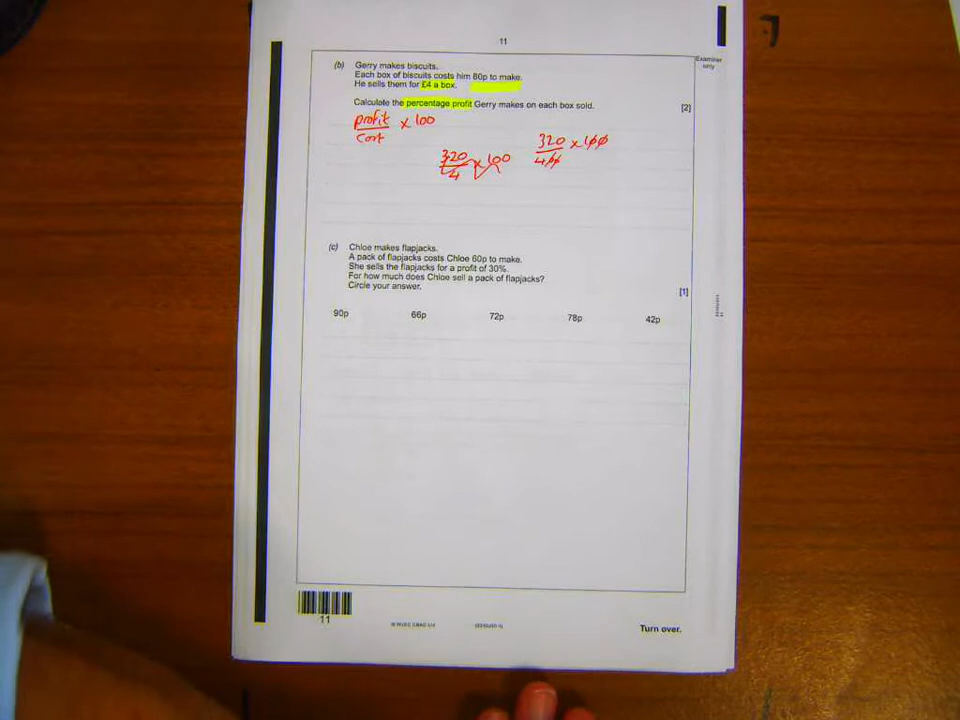 11
Examiner
only
(b) Gerry makes biscuits.
Each box of biscuits costs him 80p to make.
He sells them for £4 a box.
Calculate the percentage profit Gerry makes on each box sold. [2]
profit
cost
× 100
320
4
× 100
320
400
× 100
(c) Chloe makes flapjacks.
A pack of flapjacks costs Chloe 60p to make.
She sells the flapjacks for a profit of 30%.
For how much does Chloe sell a pack of flapjacks?
Circle your answer. [1]
90p 66p 72p 78p 42p
11
© WJEC CBAC Ltd.
Turn over.